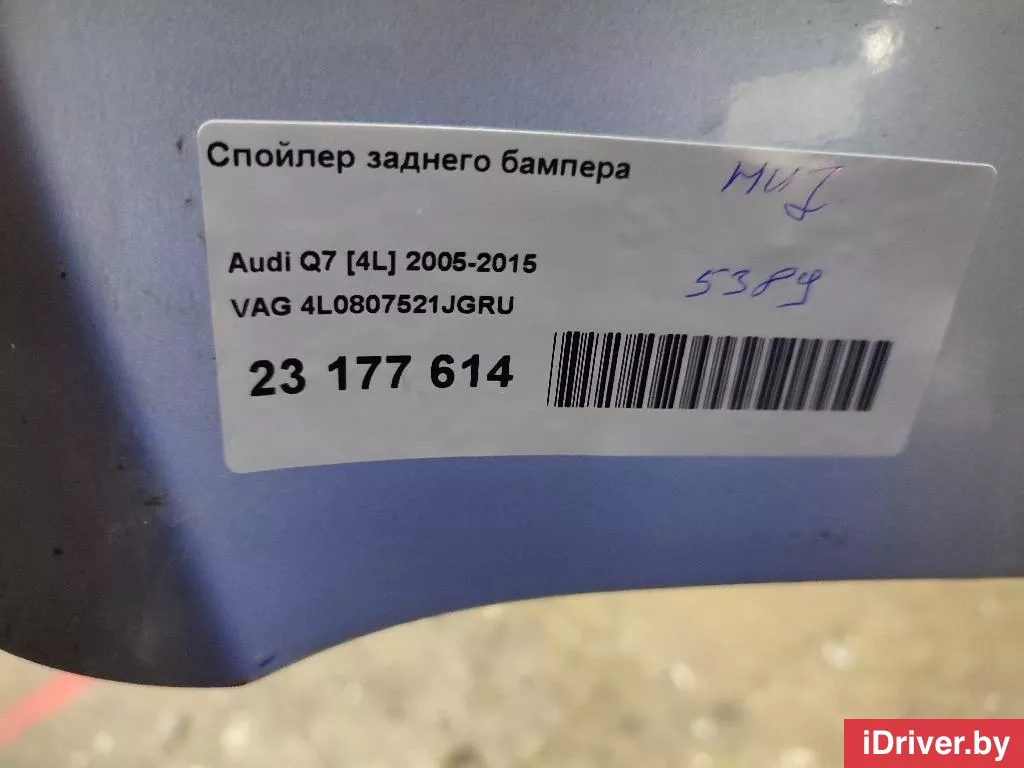 Спойлер заднего бампера
Audi Q7 [4L] 2005-2015
5389
VAG 4L0807521JGRU
23 177 614
iDriver.by